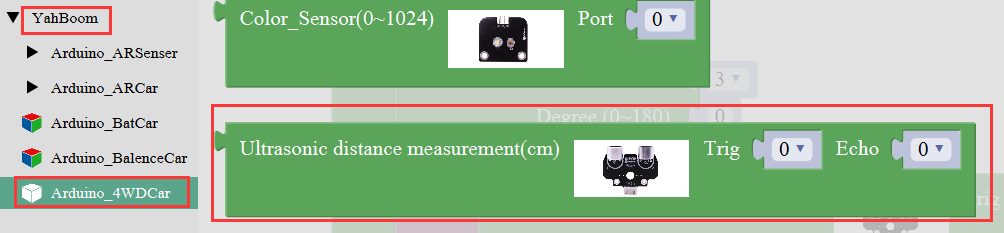 YahBoom
Arduino_ARSenser
Arduino_ARCar
Arduino_BatCar
Arduino_BalenceCar
Arduino_4WDCar
Color_Sensor(0~1024) Port 0
3
Degree (0~180) 0
Ultrasonic distance measurement(cm) Trig 0 Echo 0